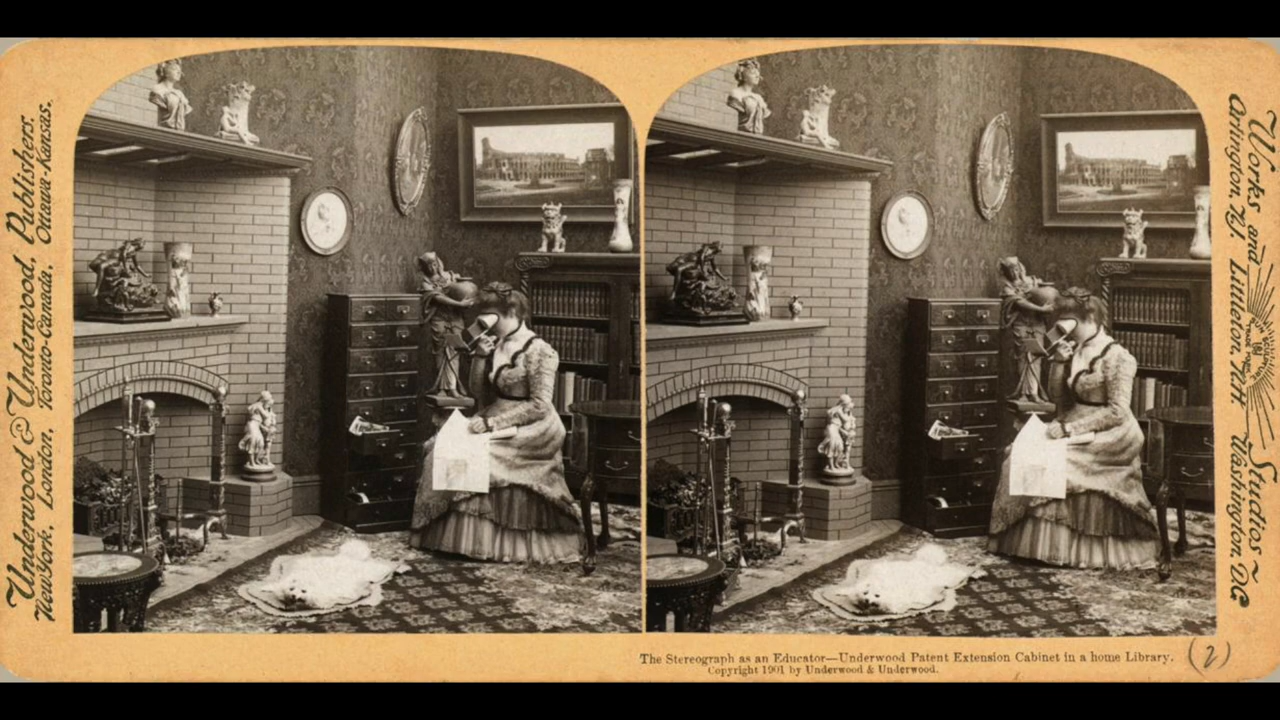 Underwood & Underwood, Publishers.
New York, London, Toronto-Canada, Ottawa-Kansas.
Works and Studios
Arlington, N.J. Littleton, N.H. Washington, D.C.
The Stereograph as an Educator—Underwood Patent Extension Cabinet in a home Library.
Copyright 1901 by Underwood & Underwood.
(2)